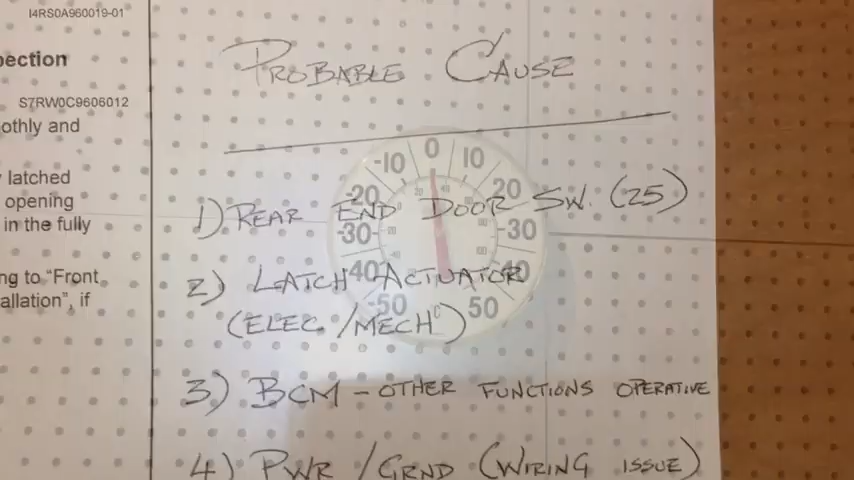 I4RS0A960019-01
pection
S7RW0C9606012
othly and
latched
opening
in the fully
ng to "Front
allation", if
PROBABLE CAUSE
1) REAR END DOOR SW. (25)
2) LATCH ACTUATOR
(ELEC. / MECH)
3) BCM - OTHER FUNCTIONS OPERATIVE
4) PWR / GRND (WIRING ISSUE)
0
-10 10
-20 20
-30 30
-40 40
-50 50
°C